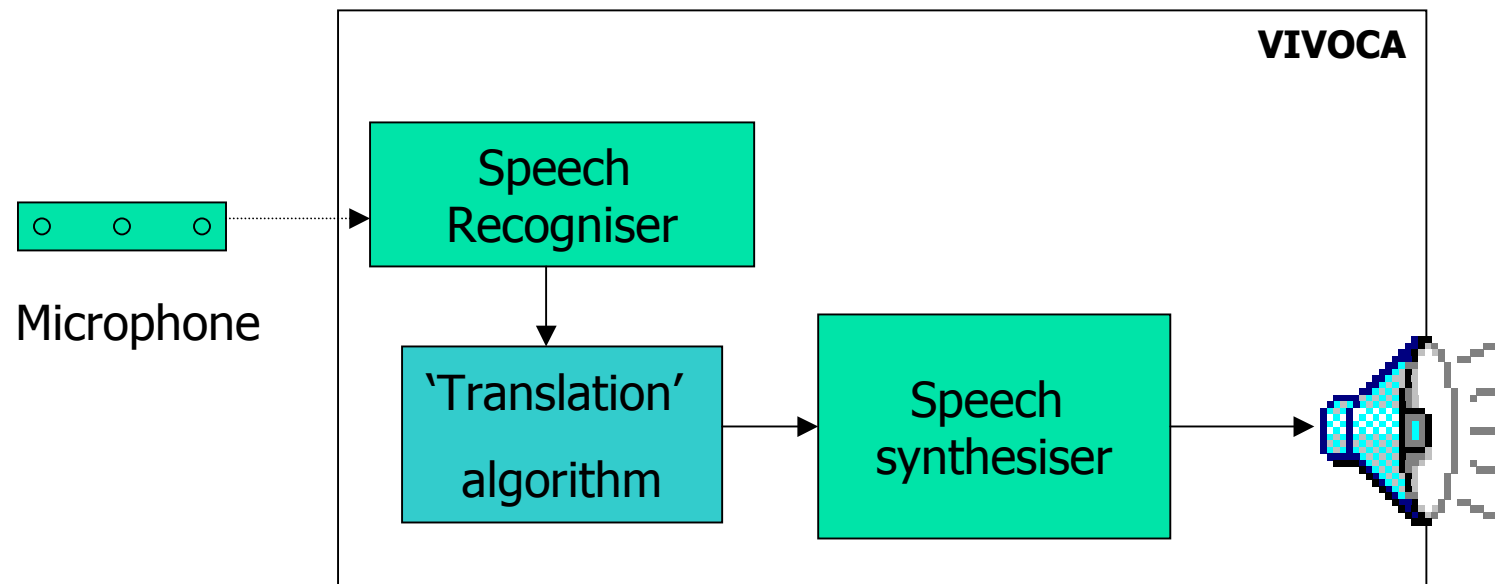 VIVOCA
Speech
Recogniser
Microphone
‘Translation’
algorithm
Speech
synthesiser